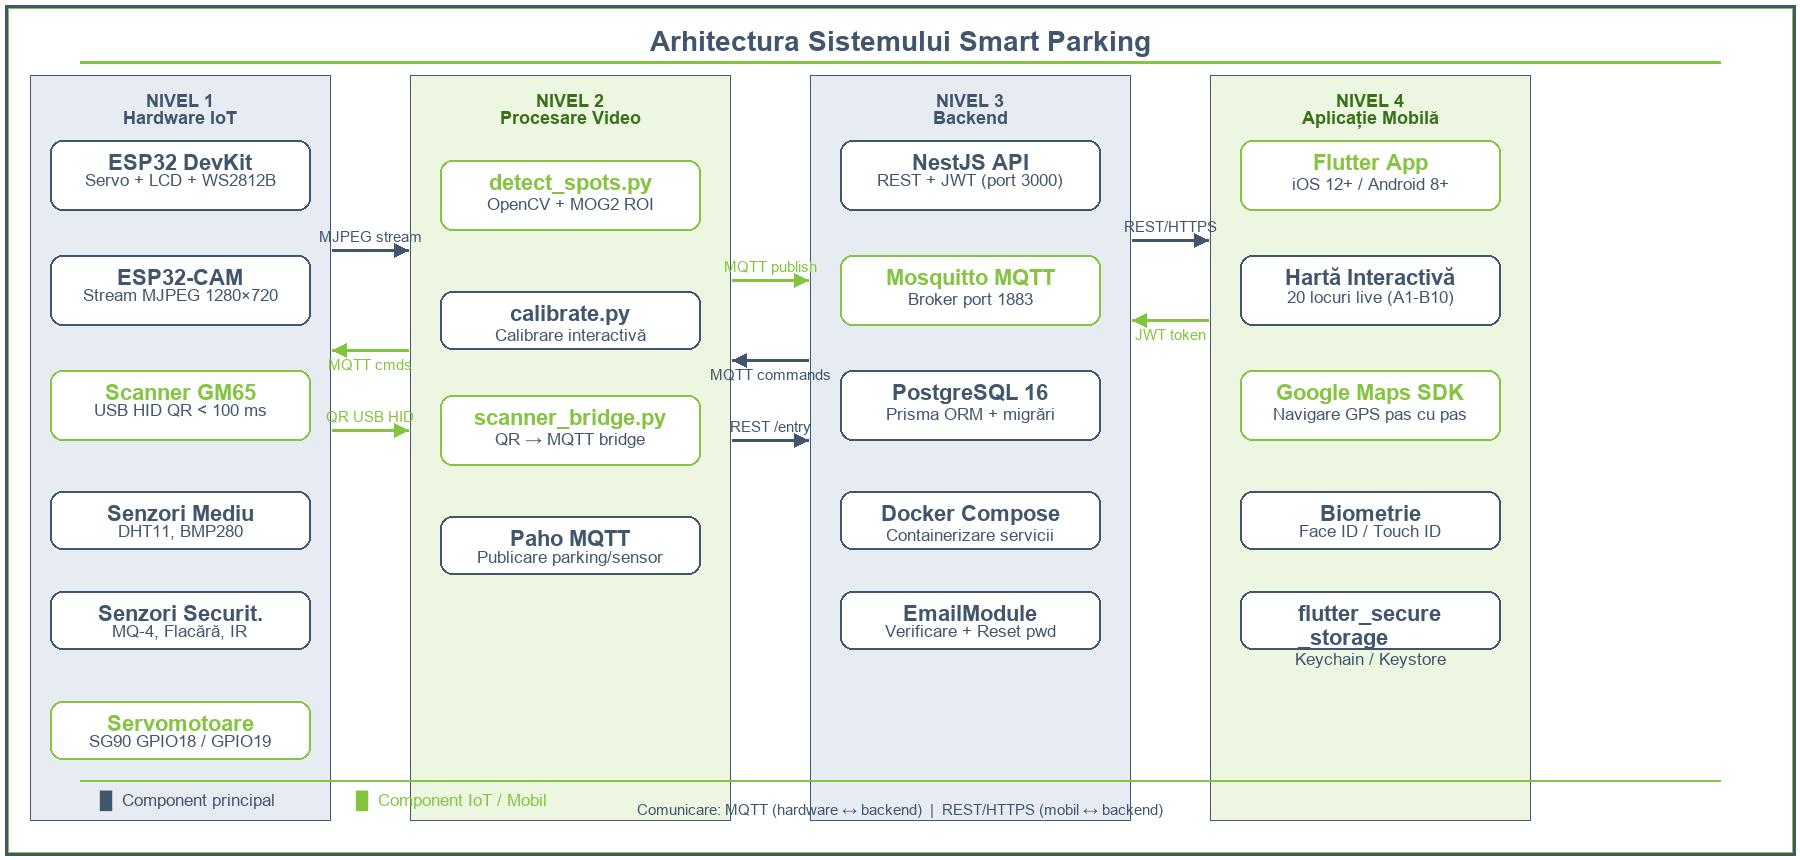 Arhitectura Sistemului Smart Parking
NIVEL 1
Hardware IoT
ESP32 DevKit
Servo + LCD + WS2812B
ESP32-CAM
Stream MJPEG 1280×720
Scanner GM65
USB HID QR < 100 ms
Senzori Mediu
DHT11, BMP280
Senzori Securit.
MQ-4, Flacără, IR
Servomotoare
SG90 GPIO18 / GPIO19
MJPEG stream
MQTT cmds
QR USB HID
NIVEL 2
Procesare Video
detect_spots.py
OpenCV + MOG2 ROI
calibrate.py
Calibrare interactivă
scanner_bridge.py
QR → MQTT bridge
Paho MQTT
Publicare parking/sensor
MQTT publish
MQTT commands
REST /entry
NIVEL 3
Backend
NestJS API
REST + JWT (port 3000)
Mosquitto MQTT
Broker port 1883
PostgreSQL 16
Prisma ORM + migrări
Docker Compose
Containerizare servicii
EmailModule
Verificare + Reset pwd
REST/HTTPS
JWT token
NIVEL 4
Aplicație Mobilă
Flutter App
iOS 12+ / Android 8+
Hartă Interactivă
20 locuri live (A1-B10)
Google Maps SDK
Navigare GPS pas cu pas
Biometrie
Face ID / Touch ID
flutter_secure
_storage
Keychain / Keystore
Component principal
Component IoT / Mobil
Comunicare: MQTT (hardware ↔ backend) | REST/HTTPS (mobil ↔ backend)